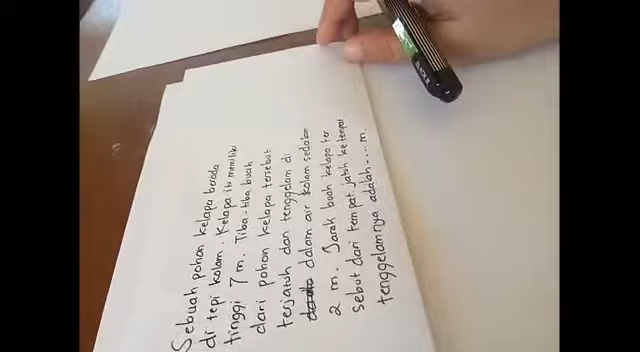 Sebuah pohon kelapa berada
di tepi kolam. Kelapa itu memiliki
tinggi 7 m. Tiba-tiba buah
dari pohon kelapa tersebut
terjatuh dan tenggelam di
dalam air kolam sedalam
2 m. Jarak buah kelapa ter
sebut dari tempat jatuh ke tempat
tenggelamnya adalah.... m.